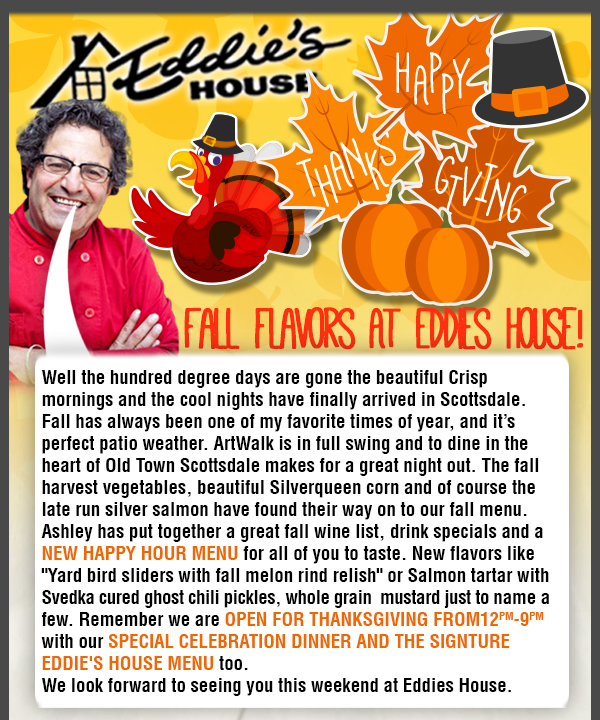 Eddie's
HOUSE
HAPPY
THANKS
GIVING
FALL FLAVORS AT EDDIES HOUSE!
Well the hundred degree days are gone the beautiful Crisp
mornings and the cool nights have finally arrived in Scottsdale.
Fall has always been one of my favorite times of year, and it’s
perfect patio weather. ArtWalk is in full swing and to dine in the
heart of Old Town Scottsdale makes for a great night out. The fall
harvest vegetables, beautiful Silverqueen corn and of course the
late run silver salmon have found their way on to our fall menu.
Ashley has put together a great fall wine list, drink specials and a
NEW HAPPY HOUR MENU for all of you to taste. New flavors like
"Yard bird sliders with fall melon rind relish" or Salmon tartar with
Svedka cured ghost chili pickles, whole grain  mustard just to name a
few. Remember we are OPEN FOR THANKSGIVING FROM12PM-9PM
with our SPECIAL CELEBRATION DINNER AND THE SIGNTURE
EDDIE'S HOUSE MENU too.
We look forward to seeing you this weekend at Eddies House.